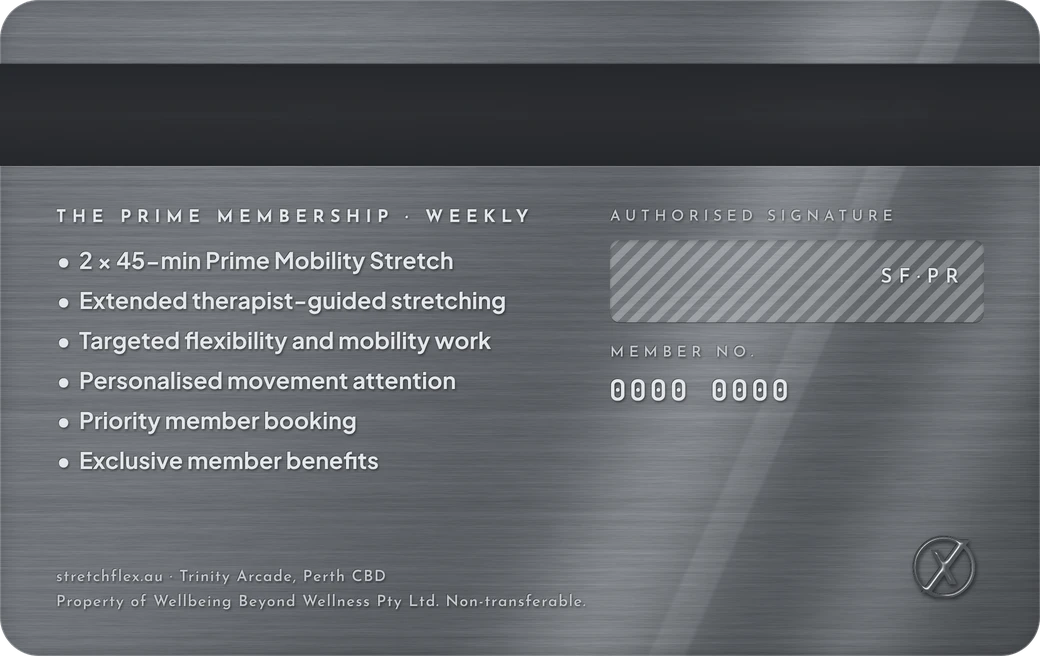 THE PRIME MEMBERSHIP · WEEKLY
• 2 × 45-min Prime Mobility Stretch
• Extended therapist-guided stretching
• Targeted flexibility and mobility work
• Personalised movement attention
• Priority member booking
• Exclusive member benefits
AUTHORISED SIGNATURE
SF·PR
MEMBER NO.
0000 0000
stretchflex.au · Trinity Arcade, Perth CBD
Property of Wellbeing Beyond Wellness Pty Ltd. Non-transferable.
X